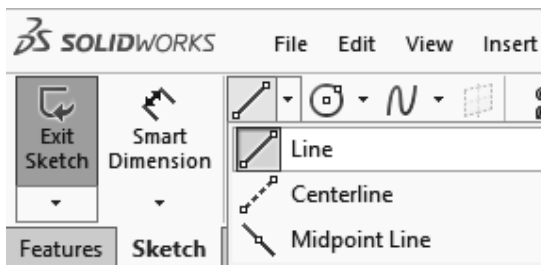 SOLIDWORKS File Edit View Insert
Exit Sketch
Smart Dimension
Line
Centerline
Midpoint Line
Features Sketch